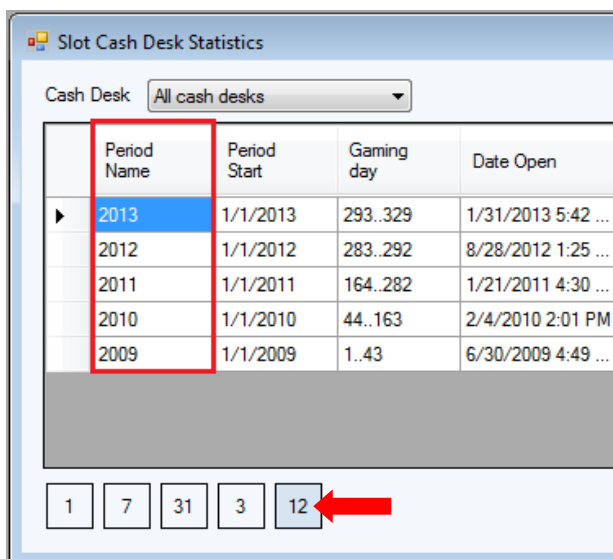 Slot Cash Desk Statistics
Cash Desk All cash desks
Period Name Period Start Gaming day Date Open
2013 1/1/2013 293..329 1/31/2013 5:42 ...
2012 1/1/2012 283..292 8/28/2012 1:25 ...
2011 1/1/2011 164..282 1/21/2011 4:30 ...
2010 1/1/2010 44..163 2/4/2010 2:01 PM
2009 1/1/2009 1..43 6/30/2009 4:49 ...
1 7 31 3 12